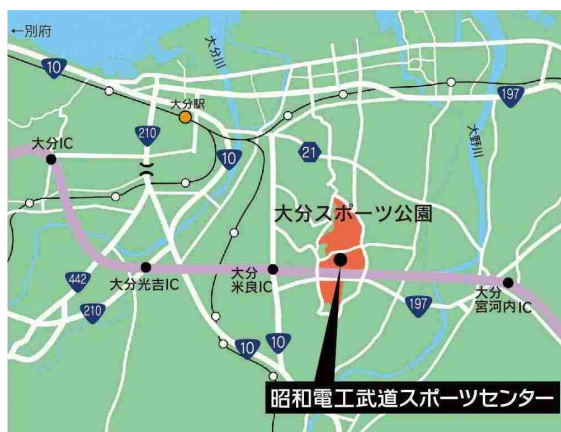 ←別府
10
大分川
大分駅
197
210
10
21
大野川
大分IC
大分スポーツ公園
442
大分光吉IC
大分
米良IC
大分
宮河内IC
210
197
10
10
昭和電工武道スポーツセンター